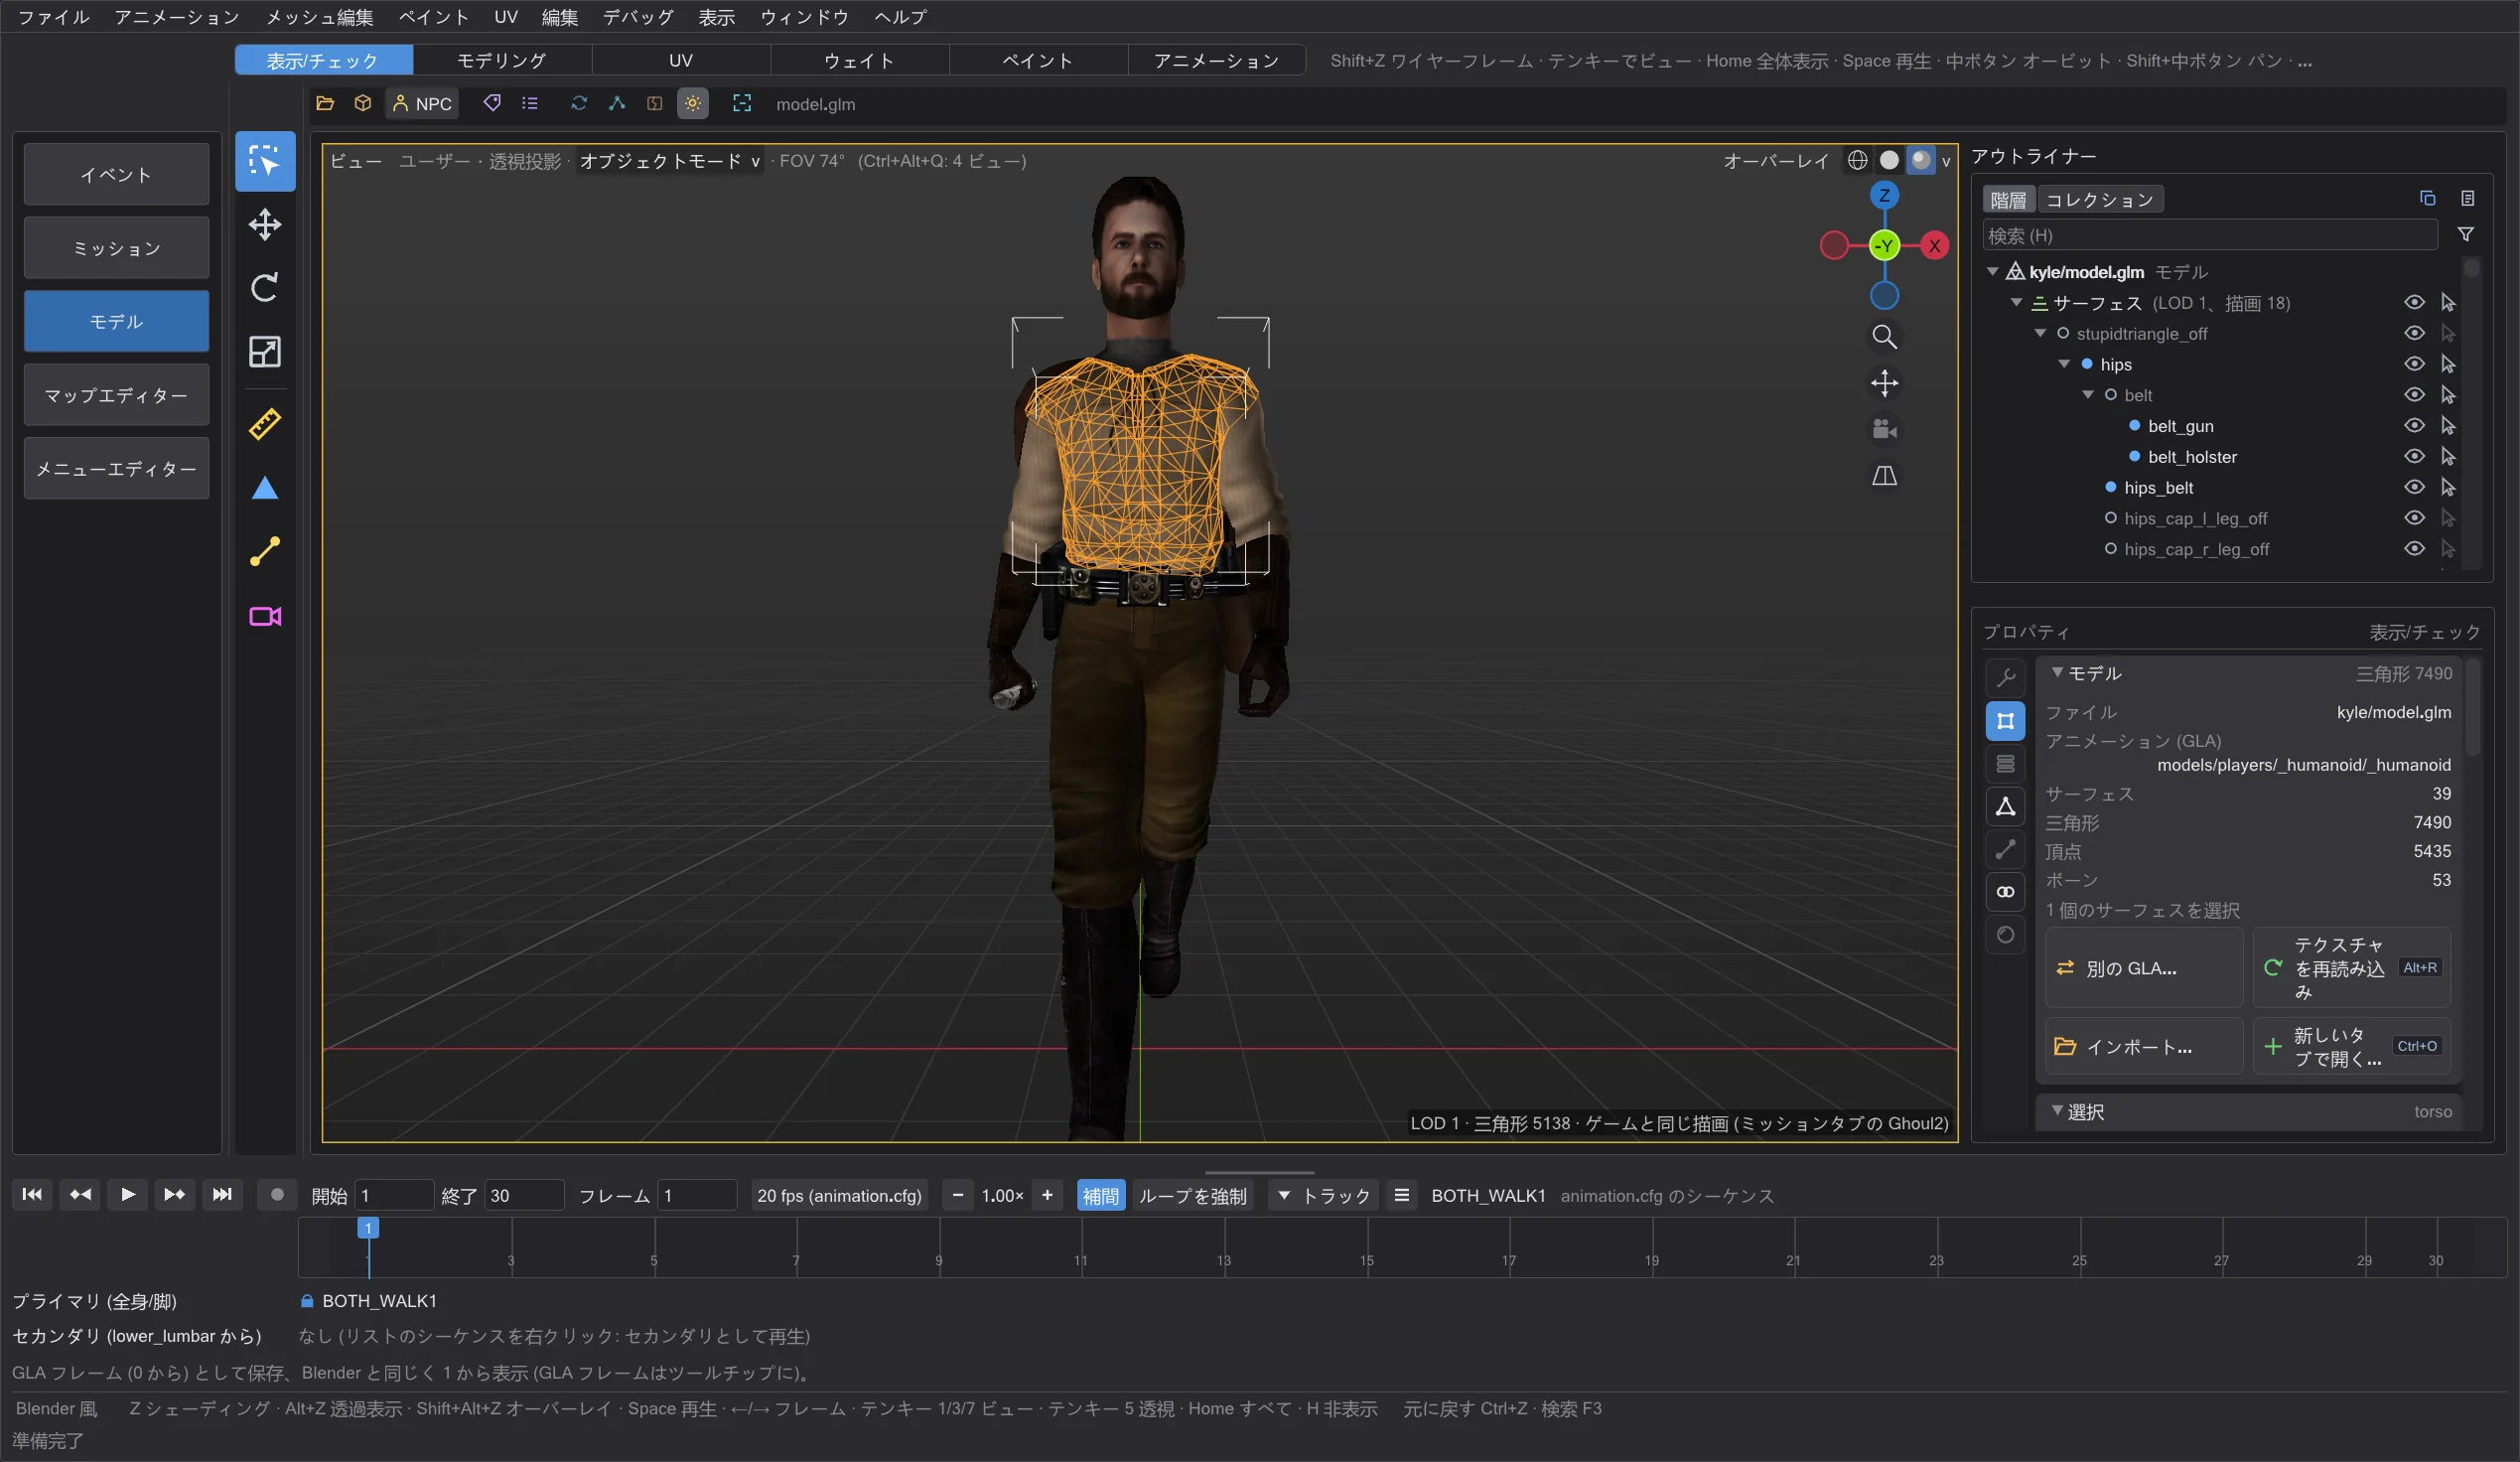 ファイル アニメーション メッシュ編集 ペイント UV 編集 デバッグ 表示 ウィンドウ ヘルプ
表示/チェック モデリング UV ウェイト ペイント アニメーション Shift+Z ワイヤーフレーム · テンキーでビュー · Home 全体表示 · Space 再生 · 中ボタン オービット · Shift+中ボタン パン · ...
NPC model.glm
イベント
ミッション
モデル
マップエディター
メニューエディター
ビュー ユーザー · 透視投影 · オブジェクトモード v · FOV 74° (Ctrl+Alt+Q: 4 ビュー) オーバーレイ v
Z
-Y X
アウトライナー
階層 コレクション
検索 (H)
kyle/model.glm モデル
サーフェス (LOD 1、描画 18)
stupidtriangle_off
hips
belt
belt_gun
belt_holster
hips_belt
hips_cap_l_leg_off
hips_cap_r_leg_off
プロパティ 表示/チェック
モデル 三角形 7490
ファイル kyle/model.glm
アニメーション (GLA)
models/players/_humanoid/_humanoid
サーフェス 39
三角形 7490
頂点 5435
ボーン 53
1 個のサーフェスを選択
別の GLA... テクスチャを再読み込み Alt+R
インポート... 新しいタブで開く... Ctrl+O
選択 torso
LOD 1 · 三角形 5138 · ゲームと同じ描画 (ミッションタブの Ghoul2)
開始 1 終了 30 フレーム 1 20 fps (animation.cfg) − 1.00× + 補間 ループを強制 トラック BOTH_WALK1 animation.cfg のシーケンス
1
1 3 5 7 9 11 13 15 17 19 21 23 25 27 29 30
プライマリ (全身/脚) BOTH_WALK1
セカンダリ (lower_lumbar から) なし (リストのシーケンスを右クリック: セカンダリとして再生)
GLA フレーム (0 から) として保存、Blender と同じく 1 から表示 (GLA フレームはツールチップに)。
Blender 風 Z シェーディング · Alt+Z 透過表示 · Shift+Alt+Z オーバーレイ · Space 再生 · ←/→ フレーム · テンキー 1/3/7 ビュー · テンキー 5 透視 · Home すべて · H 非表示 元に戻す Ctrl+Z · 検索 F3
準備完了